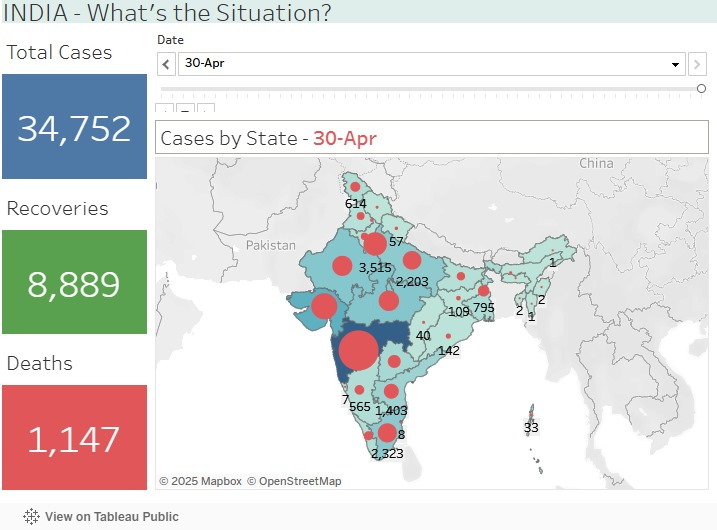 INDIA - What's the Situation?
Total Cases
34,752
Recoveries
8,889
Deaths
1,147
Date
30-Apr
Cases by State - 30-Apr
China
Pakistan
614
57
3,515
2,203
1
109
795
2
2
1
40
142
7
565
1,403
8
33
2,323
© 2025 Mapbox © OpenStreetMap
View on Tableau Public